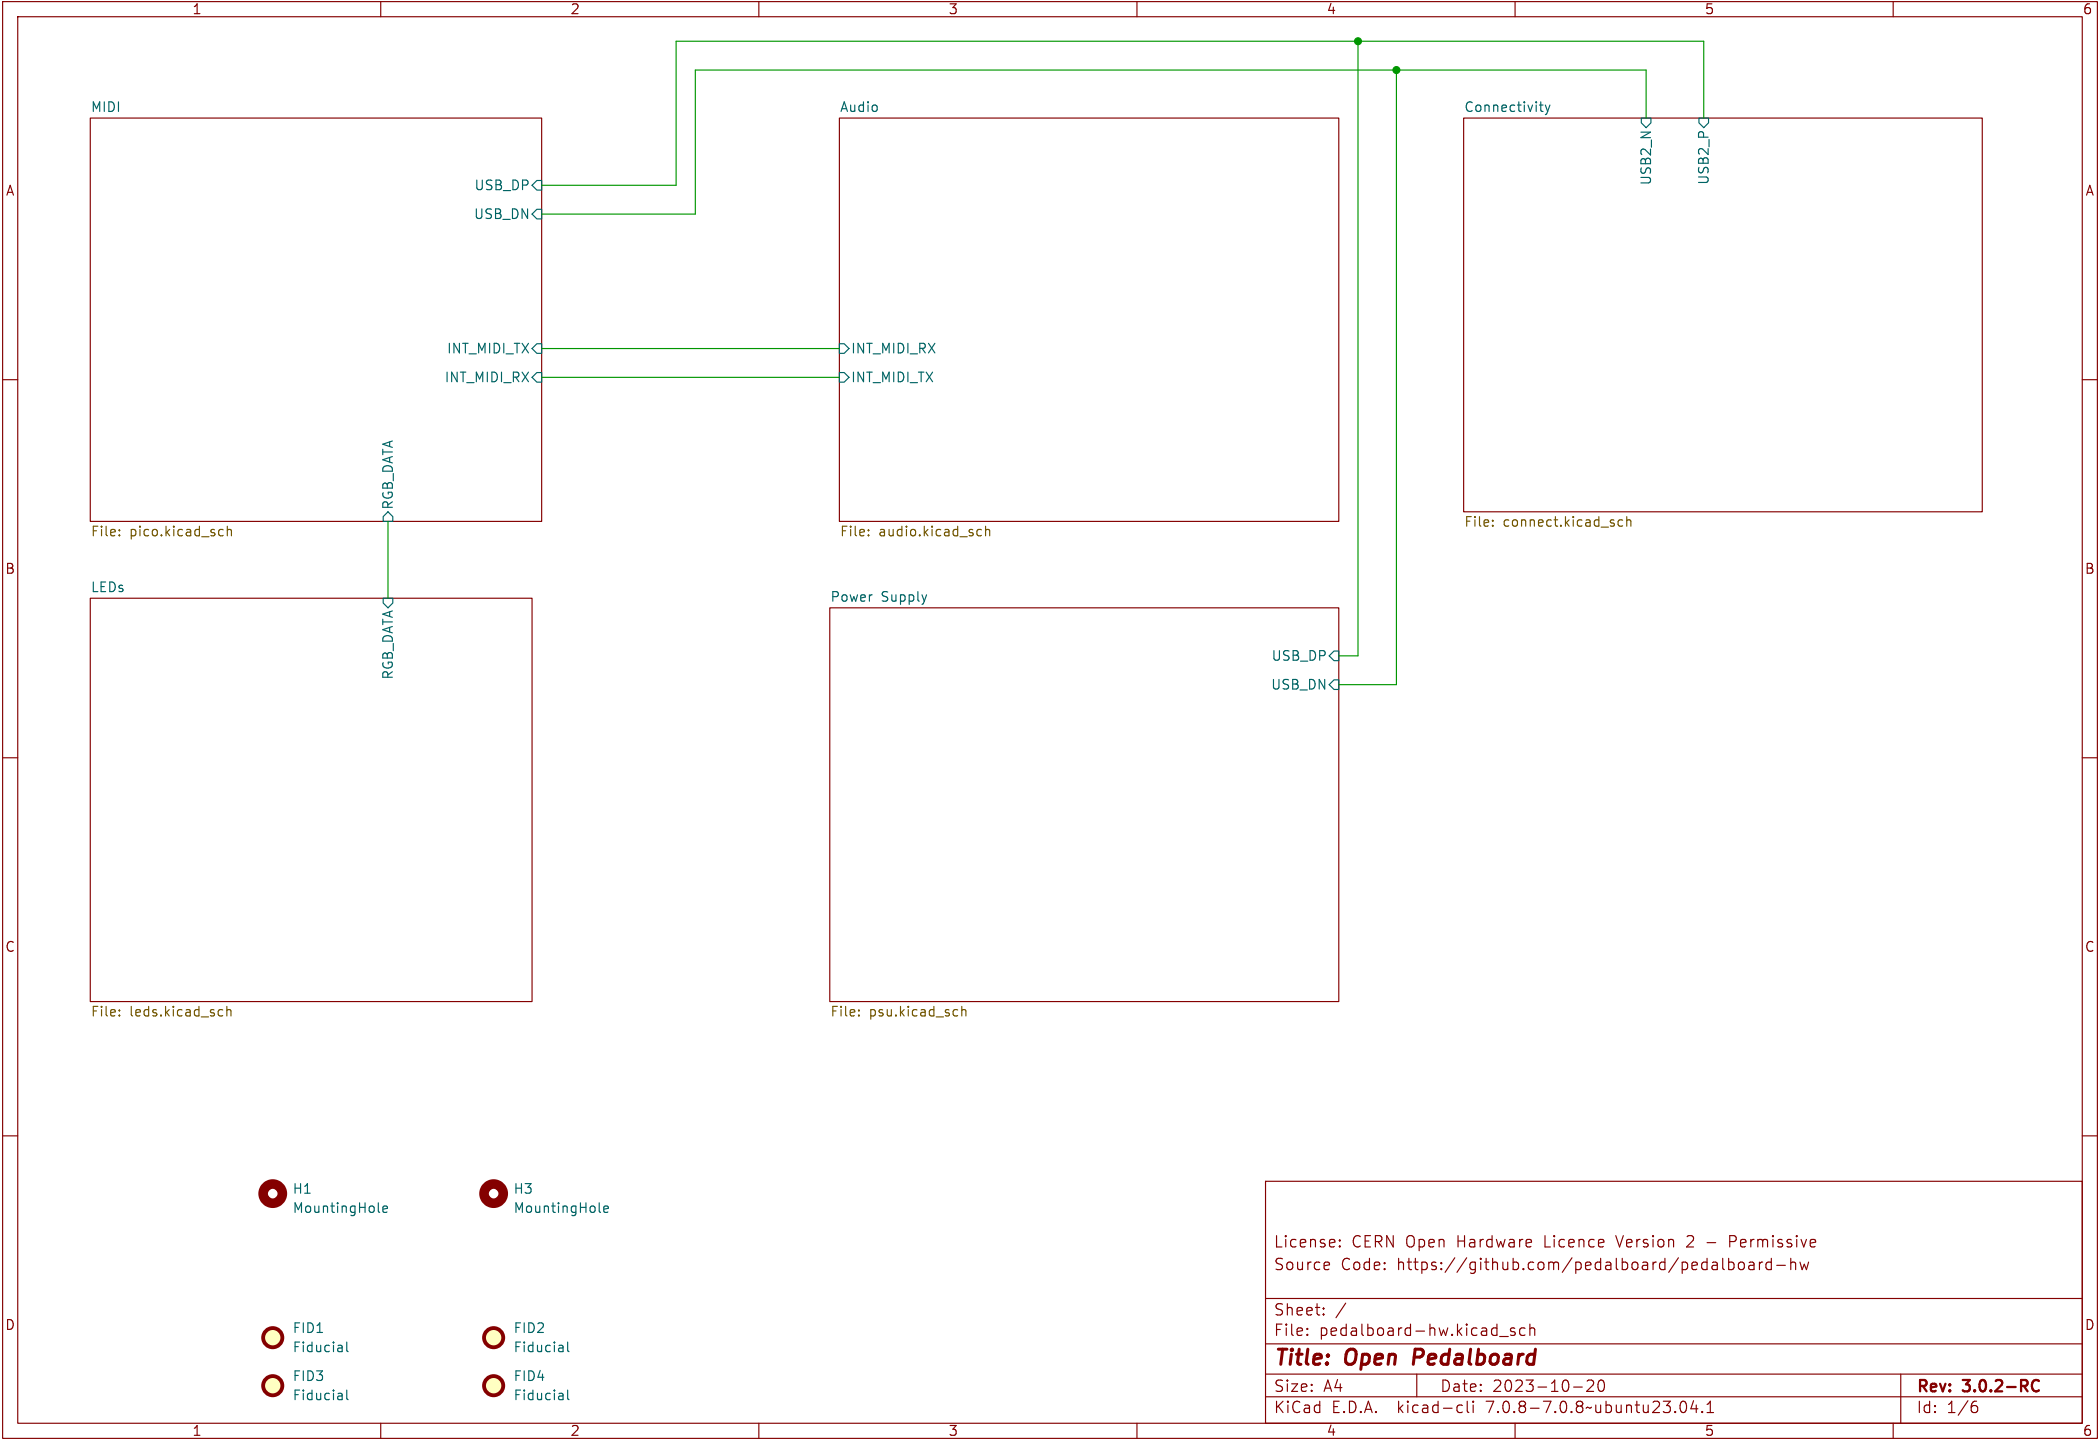 1 2 3 4 5 6
MIDI
Audio
Connectivity
USB2_N
USB2_P
A
A
USB_DP
USB_DN
INT_MIDI_TX
INT_MIDI_RX
INT_MIDI_RX
INT_MIDI_TX
RGB_DATA
File: pico.kicad_sch
File: audio.kicad_sch
File: connect.kicad_sch
B
B
LEDs
Power Supply
RGB_DATA
USB_DP
USB_DN
C
C
File: leds.kicad_sch
File: psu.kicad_sch
H1
MountingHole
H3
MountingHole
FID1
Fiducial
FID2
Fiducial
FID3
Fiducial
FID4
Fiducial
D
D
License: CERN Open Hardware Licence Version 2 - Permissive
Source Code: https://github.com/pedalboard/pedalboard-hw
Sheet: /
File: pedalboard-hw.kicad_sch
Title: Open Pedalboard
Size: A4 Date: 2023-10-20 Rev: 3.0.2-RC
KiCad E.D.A. kicad-cli 7.0.8-7.0.8~ubuntu23.04.1 Id: 1/6
1 2 3 4 5 6